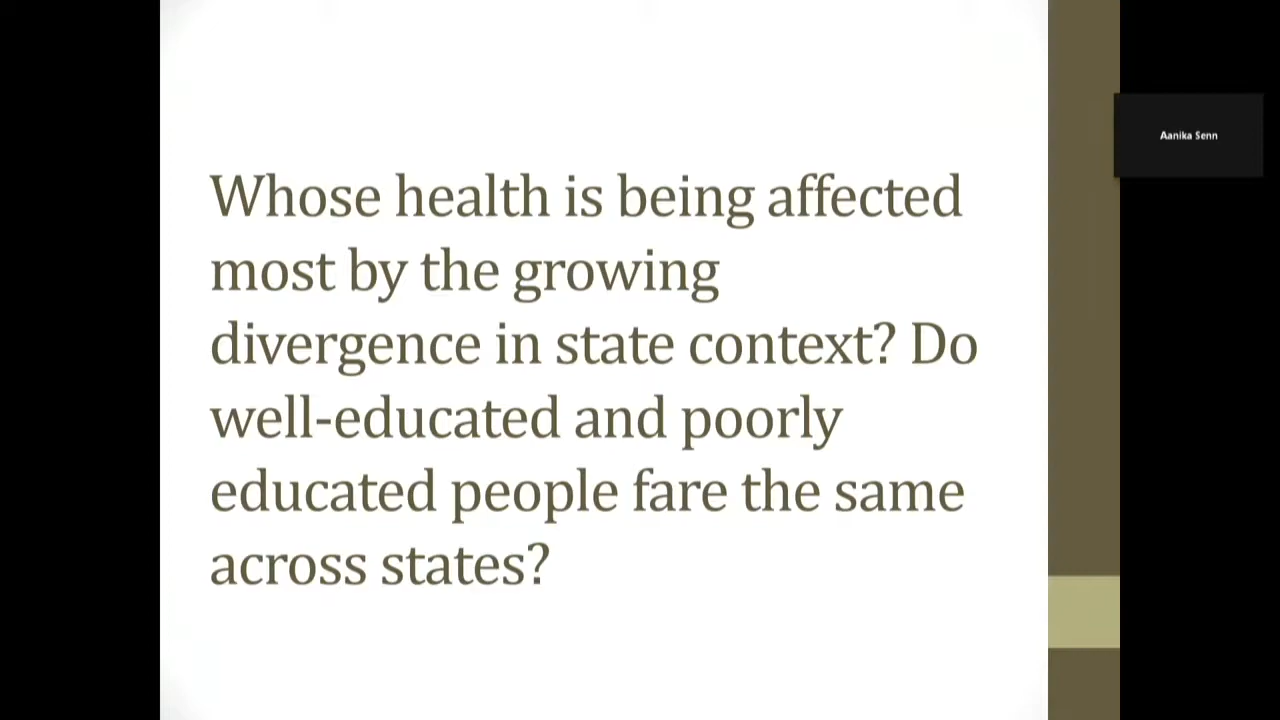 Whose health is being affected
most by the growing
divergence in state context? Do
well-educated and poorly
educated people fare the same
across states?
Aanika Senn